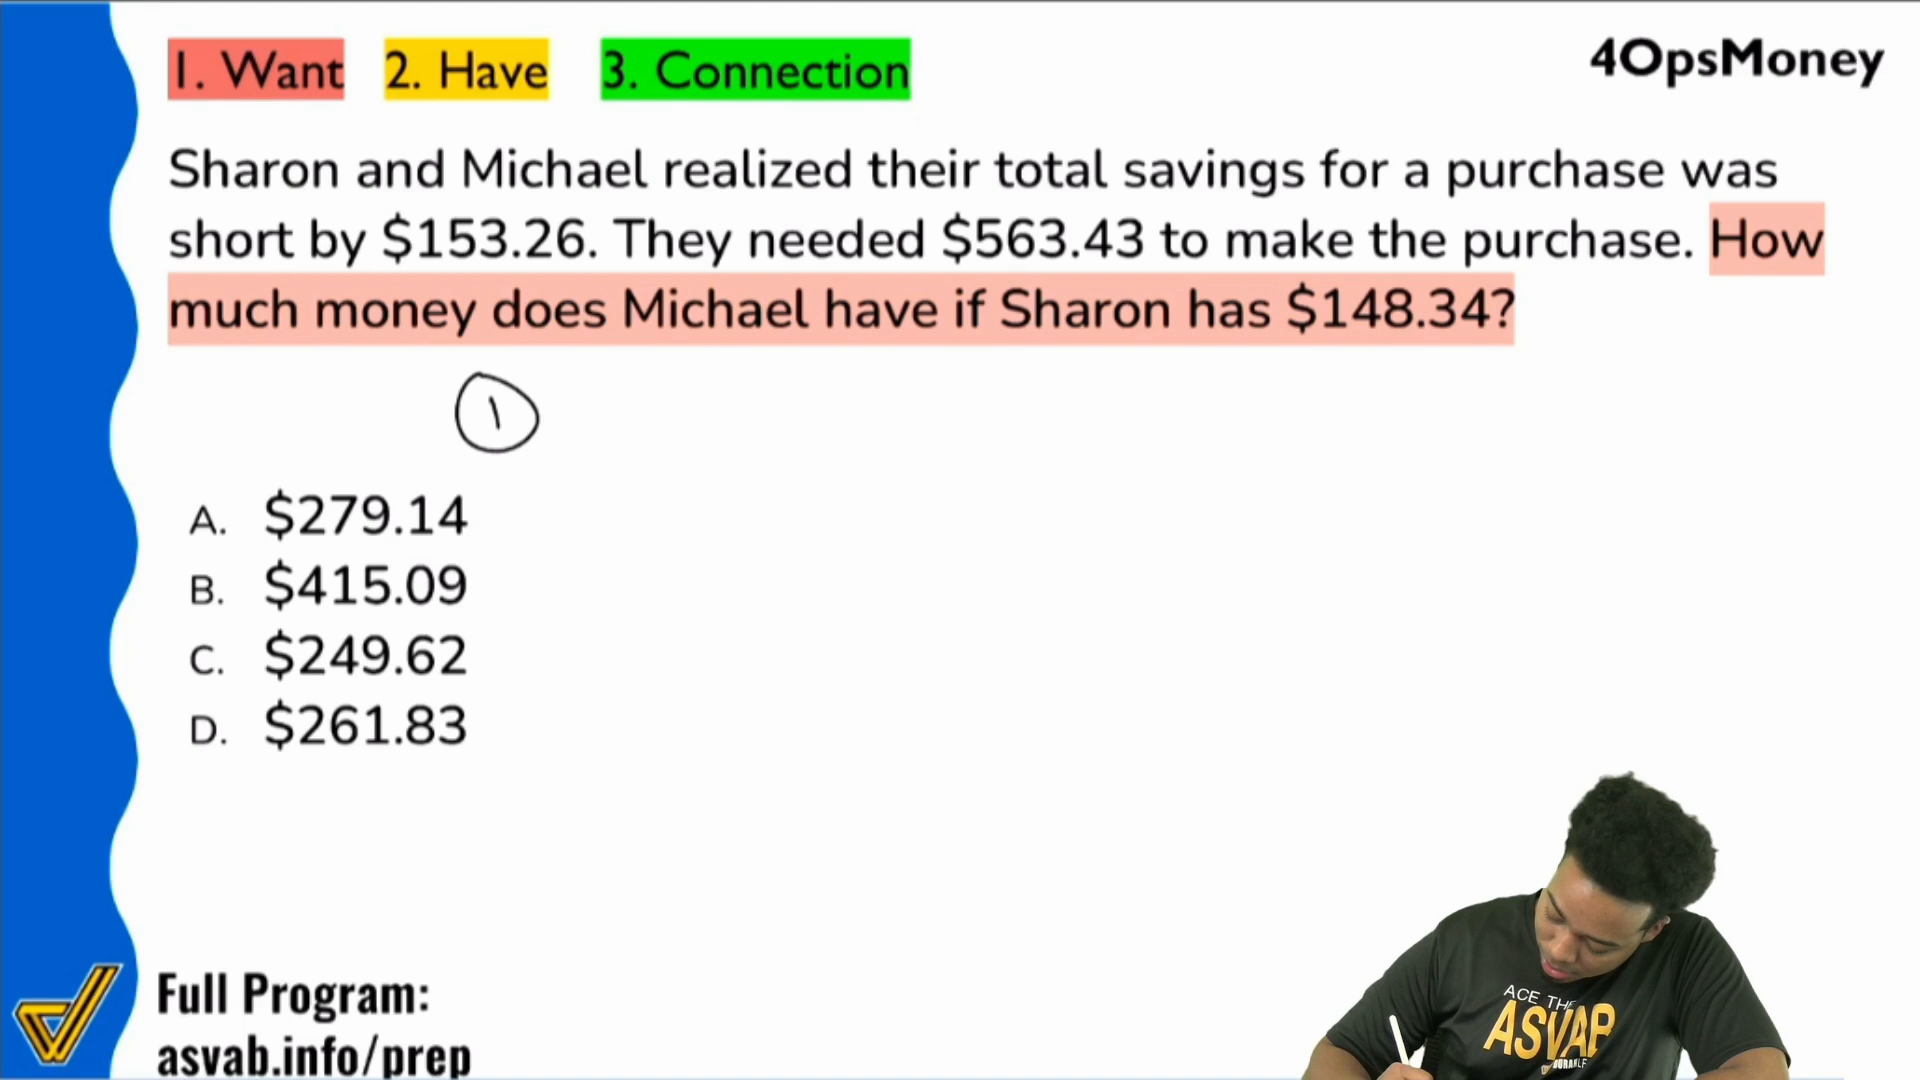 1. Want 2. Have 3. Connection
4OpsMoney
Sharon and Michael realized their total savings for a purchase was
short by $153.26. They needed $563.43 to make the purchase. How
much money does Michael have if Sharon has $148.34?
1
A. $279.14
B. $415.09
C. $249.62
D. $261.83
Full Program:
asvab.info/prep
ACE THE
ASVAB